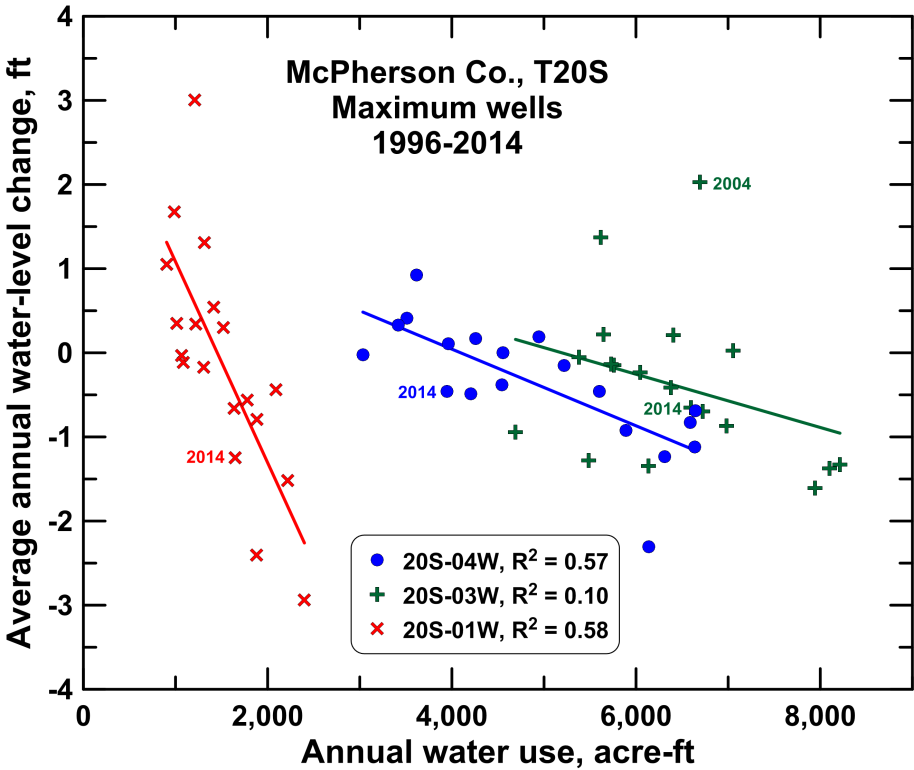 McPherson Co., T20S
Maximum wells
1996-2014
Average annual water-level change, ft
4
3
2
1
0
-1
-2
-3
-4
2004
2014
2014
2014
20S-04W, R² = 0.57
20S-03W, R² = 0.10
20S-01W, R² = 0.58
0 2,000 4,000 6,000 8,000
Annual water use, acre-ft